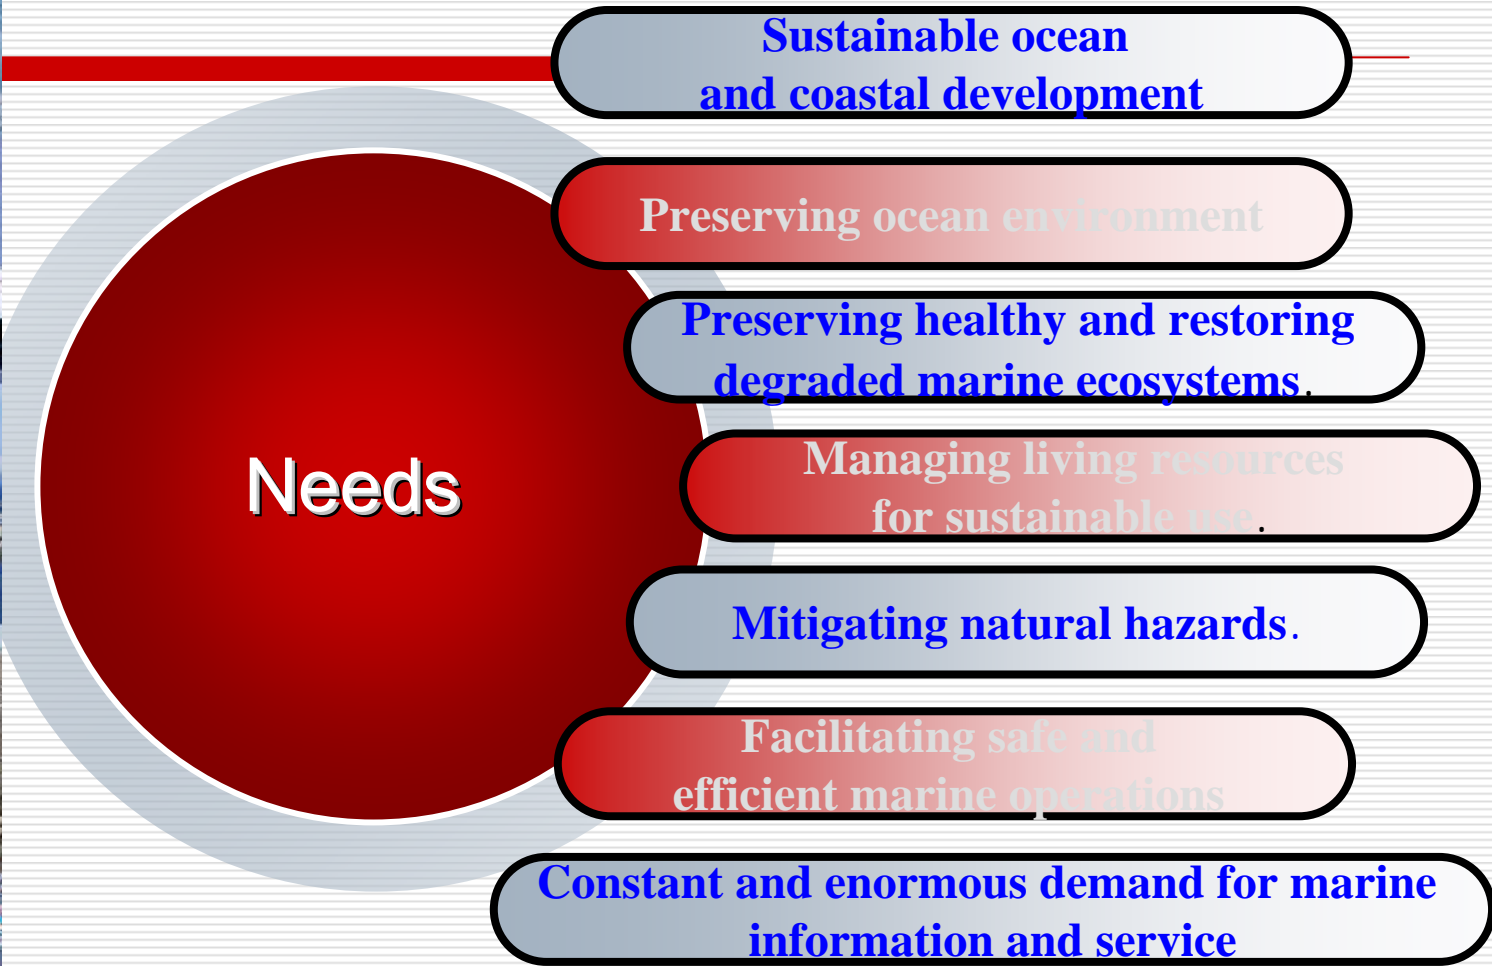 Sustainable ocean
and coastal development
Preserving ocean environment
Preserving healthy and restoring
degraded marine ecosystems.
Managing living resources
for sustainable use.
Needs
Mitigating natural hazards.
Facilitating safe and
efficient marine operations
Constant and enormous demand for marine
information and service